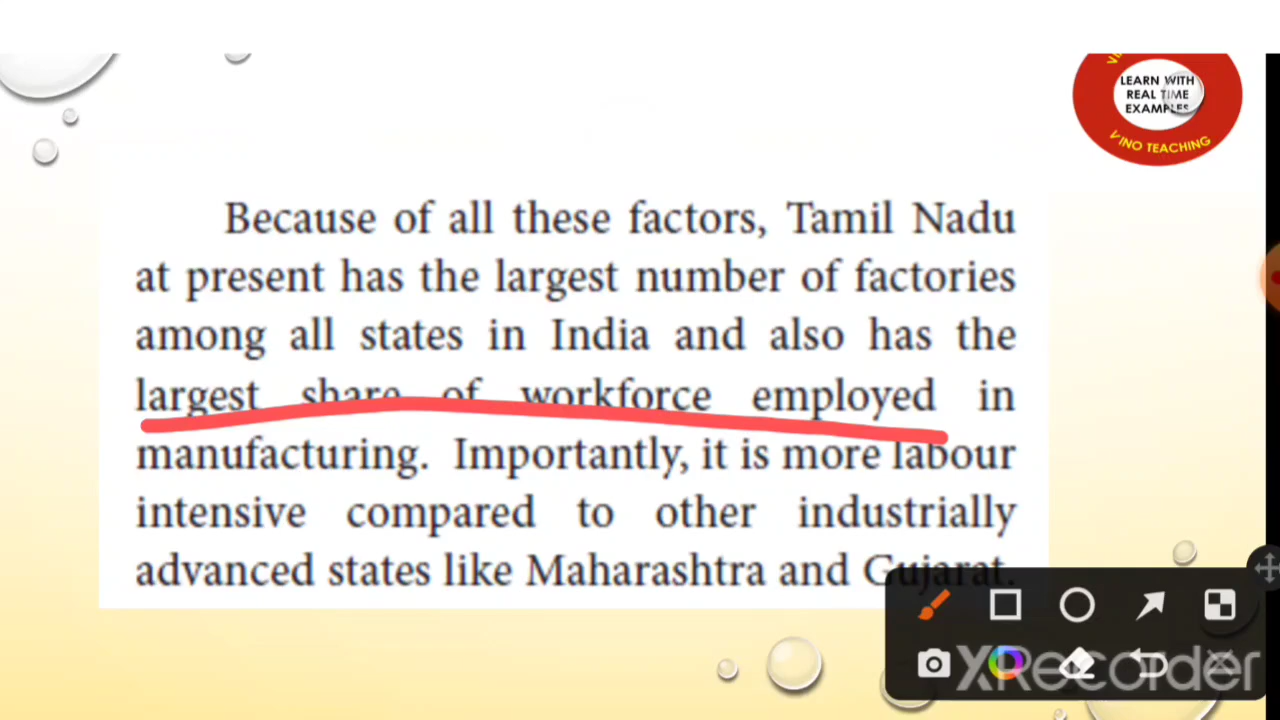 LEARN WITH
REAL TIME
EXAMPLES
VINO TEACHING
Because of all these factors, Tamil Nadu
at present has the largest number of factories
among all states in India and also has the
largest share of workforce employed in
manufacturing. Importantly, it is more labour
intensive compared to other industrially
advanced states like Maharashtra and Gujarat.
XRecorder